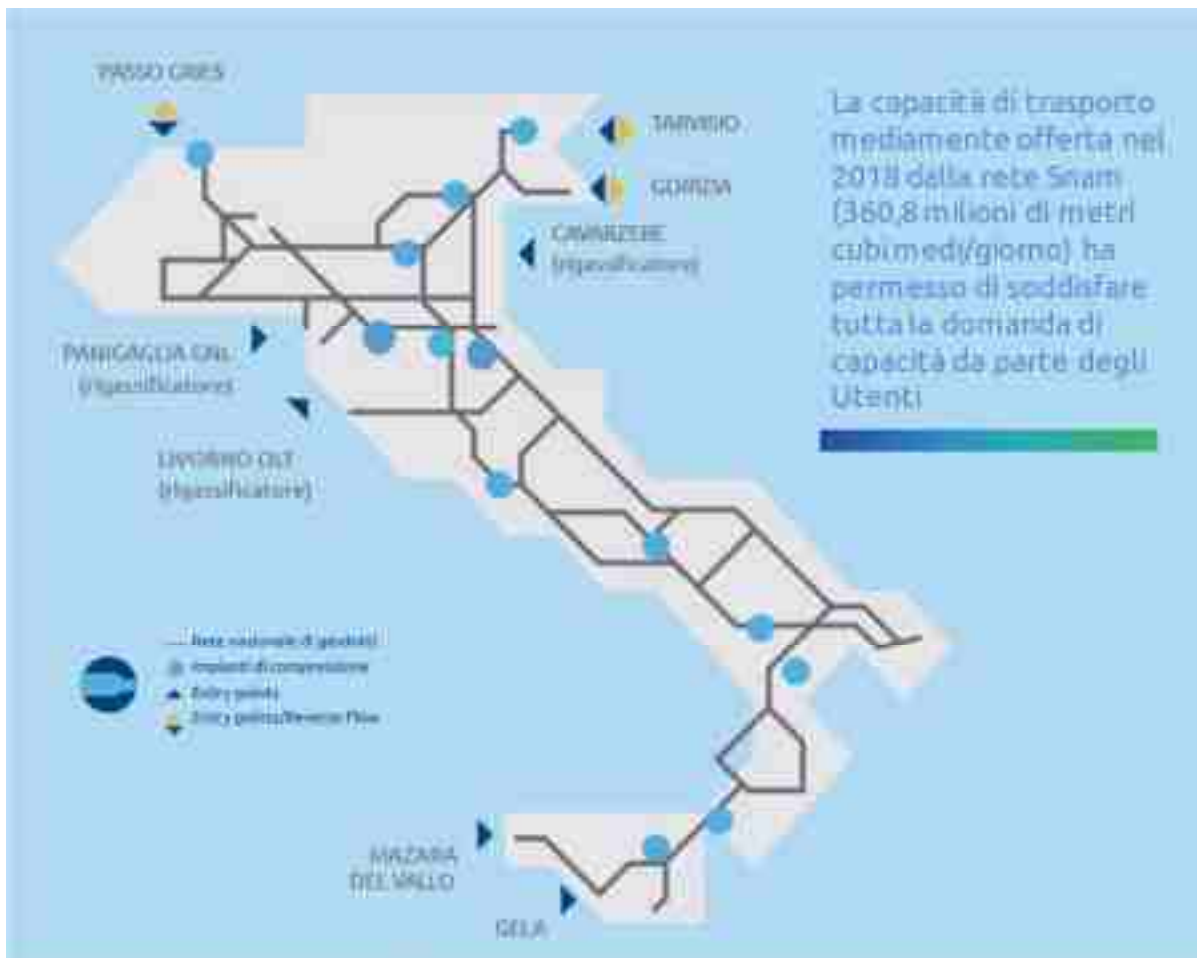 PASSO GRIES
TARVISIO
GORIZIA
CAVARZERE
(rigassificatore)
La capacità di trasporto
mediamente offerta nel
2018 dalla rete Snam
(360,8 milioni di metri
cubi medi/giorno) ha
permesso di soddisfare
tutta la domanda di
capacità da parte degli
Utenti
PANIGAGLIA GNL
(rigassificatore)
LIVORNO OLT
(rigassificatore)
Rete nazionale di gasdotti
Impianti di compressione
Entry points
Entry points/Reverse Flow
MAZARA
DEL VALLO
GELA